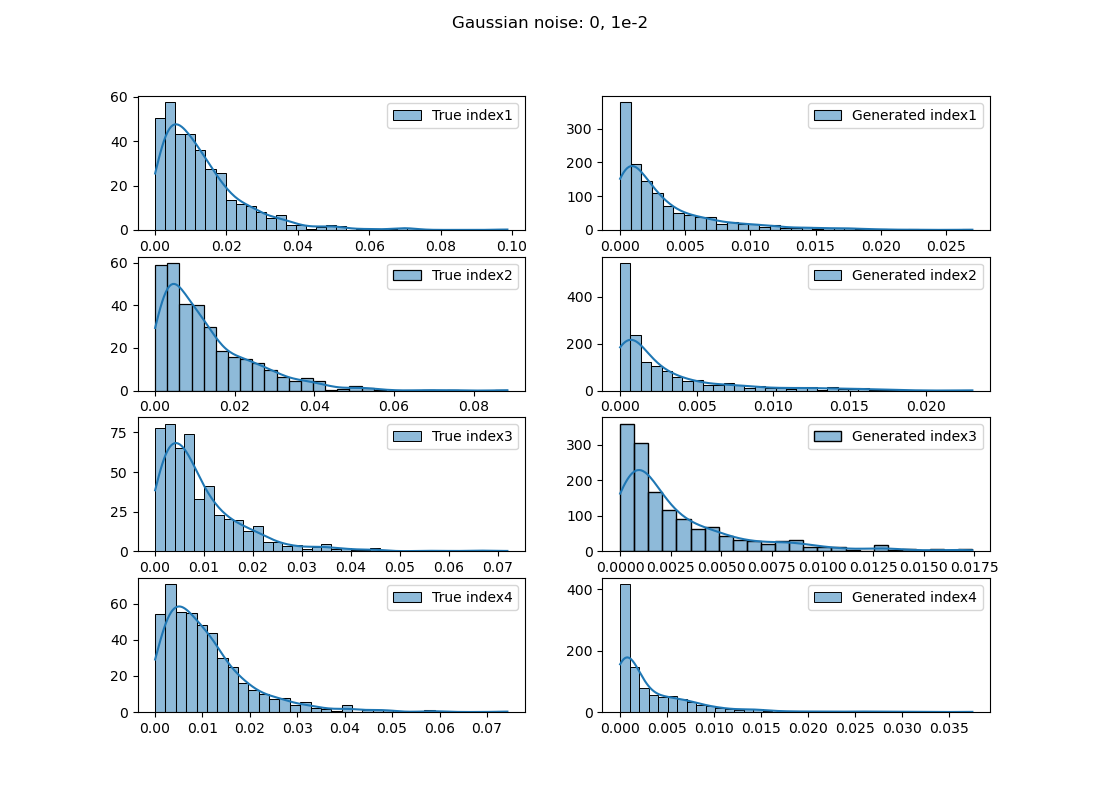 Gaussian noise: 0, 1e-2
60
40
20
0
True index1
0.00 0.02 0.04 0.06 0.08 0.10
300
200
100
0
Generated index1
0.000 0.005 0.010 0.015 0.020 0.025
60
40
20
0
True index2
0.00 0.02 0.04 0.06 0.08
400
200
0
Generated index2
0.000 0.005 0.010 0.015 0.020
75
50
25
0
True index3
0.00 0.01 0.02 0.03 0.04 0.05 0.06 0.07
300
200
100
0
Generated index3
0.0000 0.0025 0.0050 0.0075 0.0100 0.0125 0.0150 0.0175
60
40
20
0
True index4
0.00 0.01 0.02 0.03 0.04 0.05 0.06 0.07
400
200
0
Generated index4
0.000 0.005 0.010 0.015 0.020 0.025 0.030 0.035